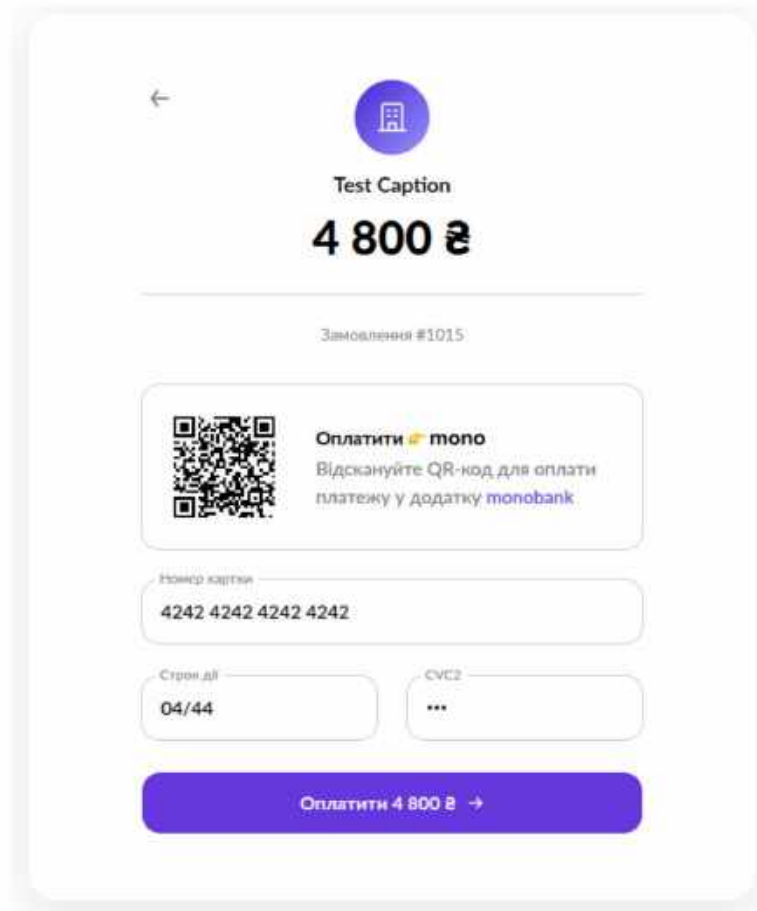 ←
Test Caption
4 800 ₴
Замовлення #1015
Оплатити 👉 mono
Відскануйте QR-код для оплати
платежу у додатку monobank
Номер картки
4242 4242 4242 4242
Строк дії
CVC2
04/44
•••
Оплатити 4 800 ₴ →